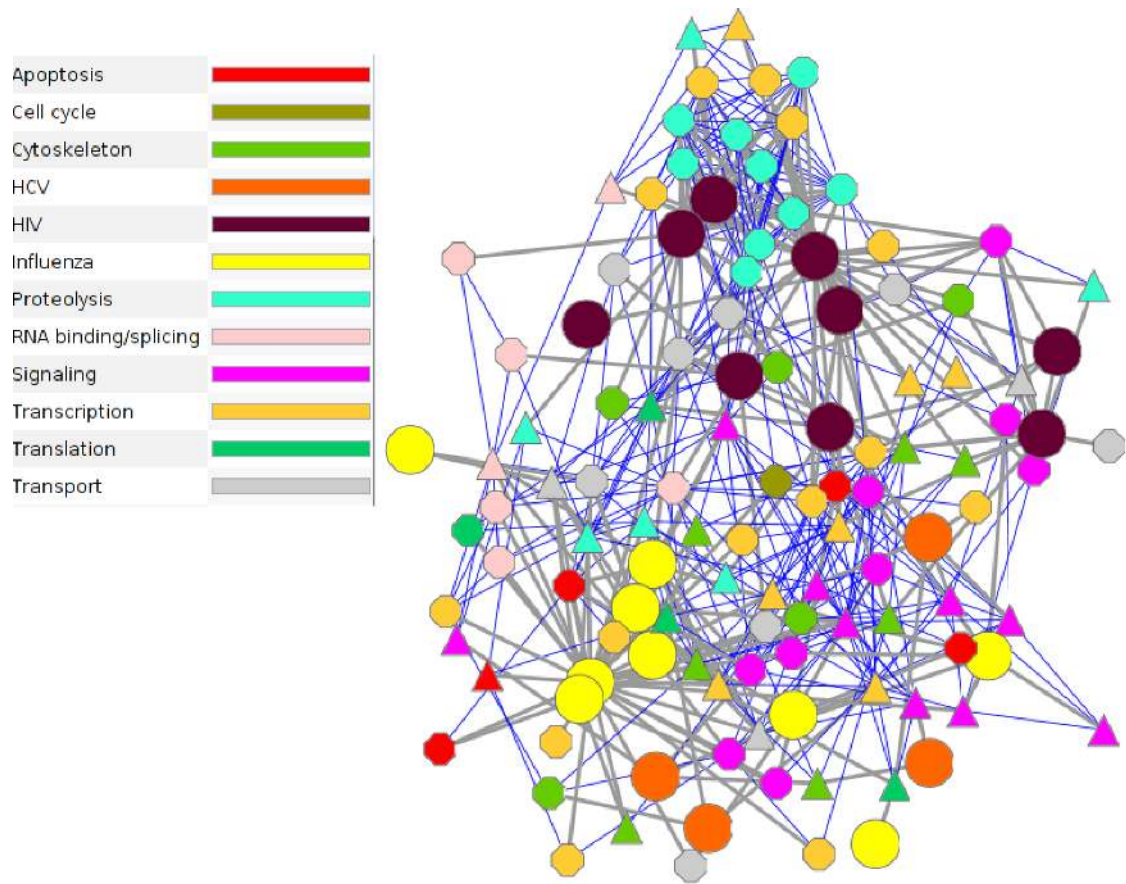 Apoptosis
Cell cycle
Cytoskeleton
HCV
HIV
Influenza
Proteolysis
RNA binding/splicing
Signaling
Transcription
Translation
Transport